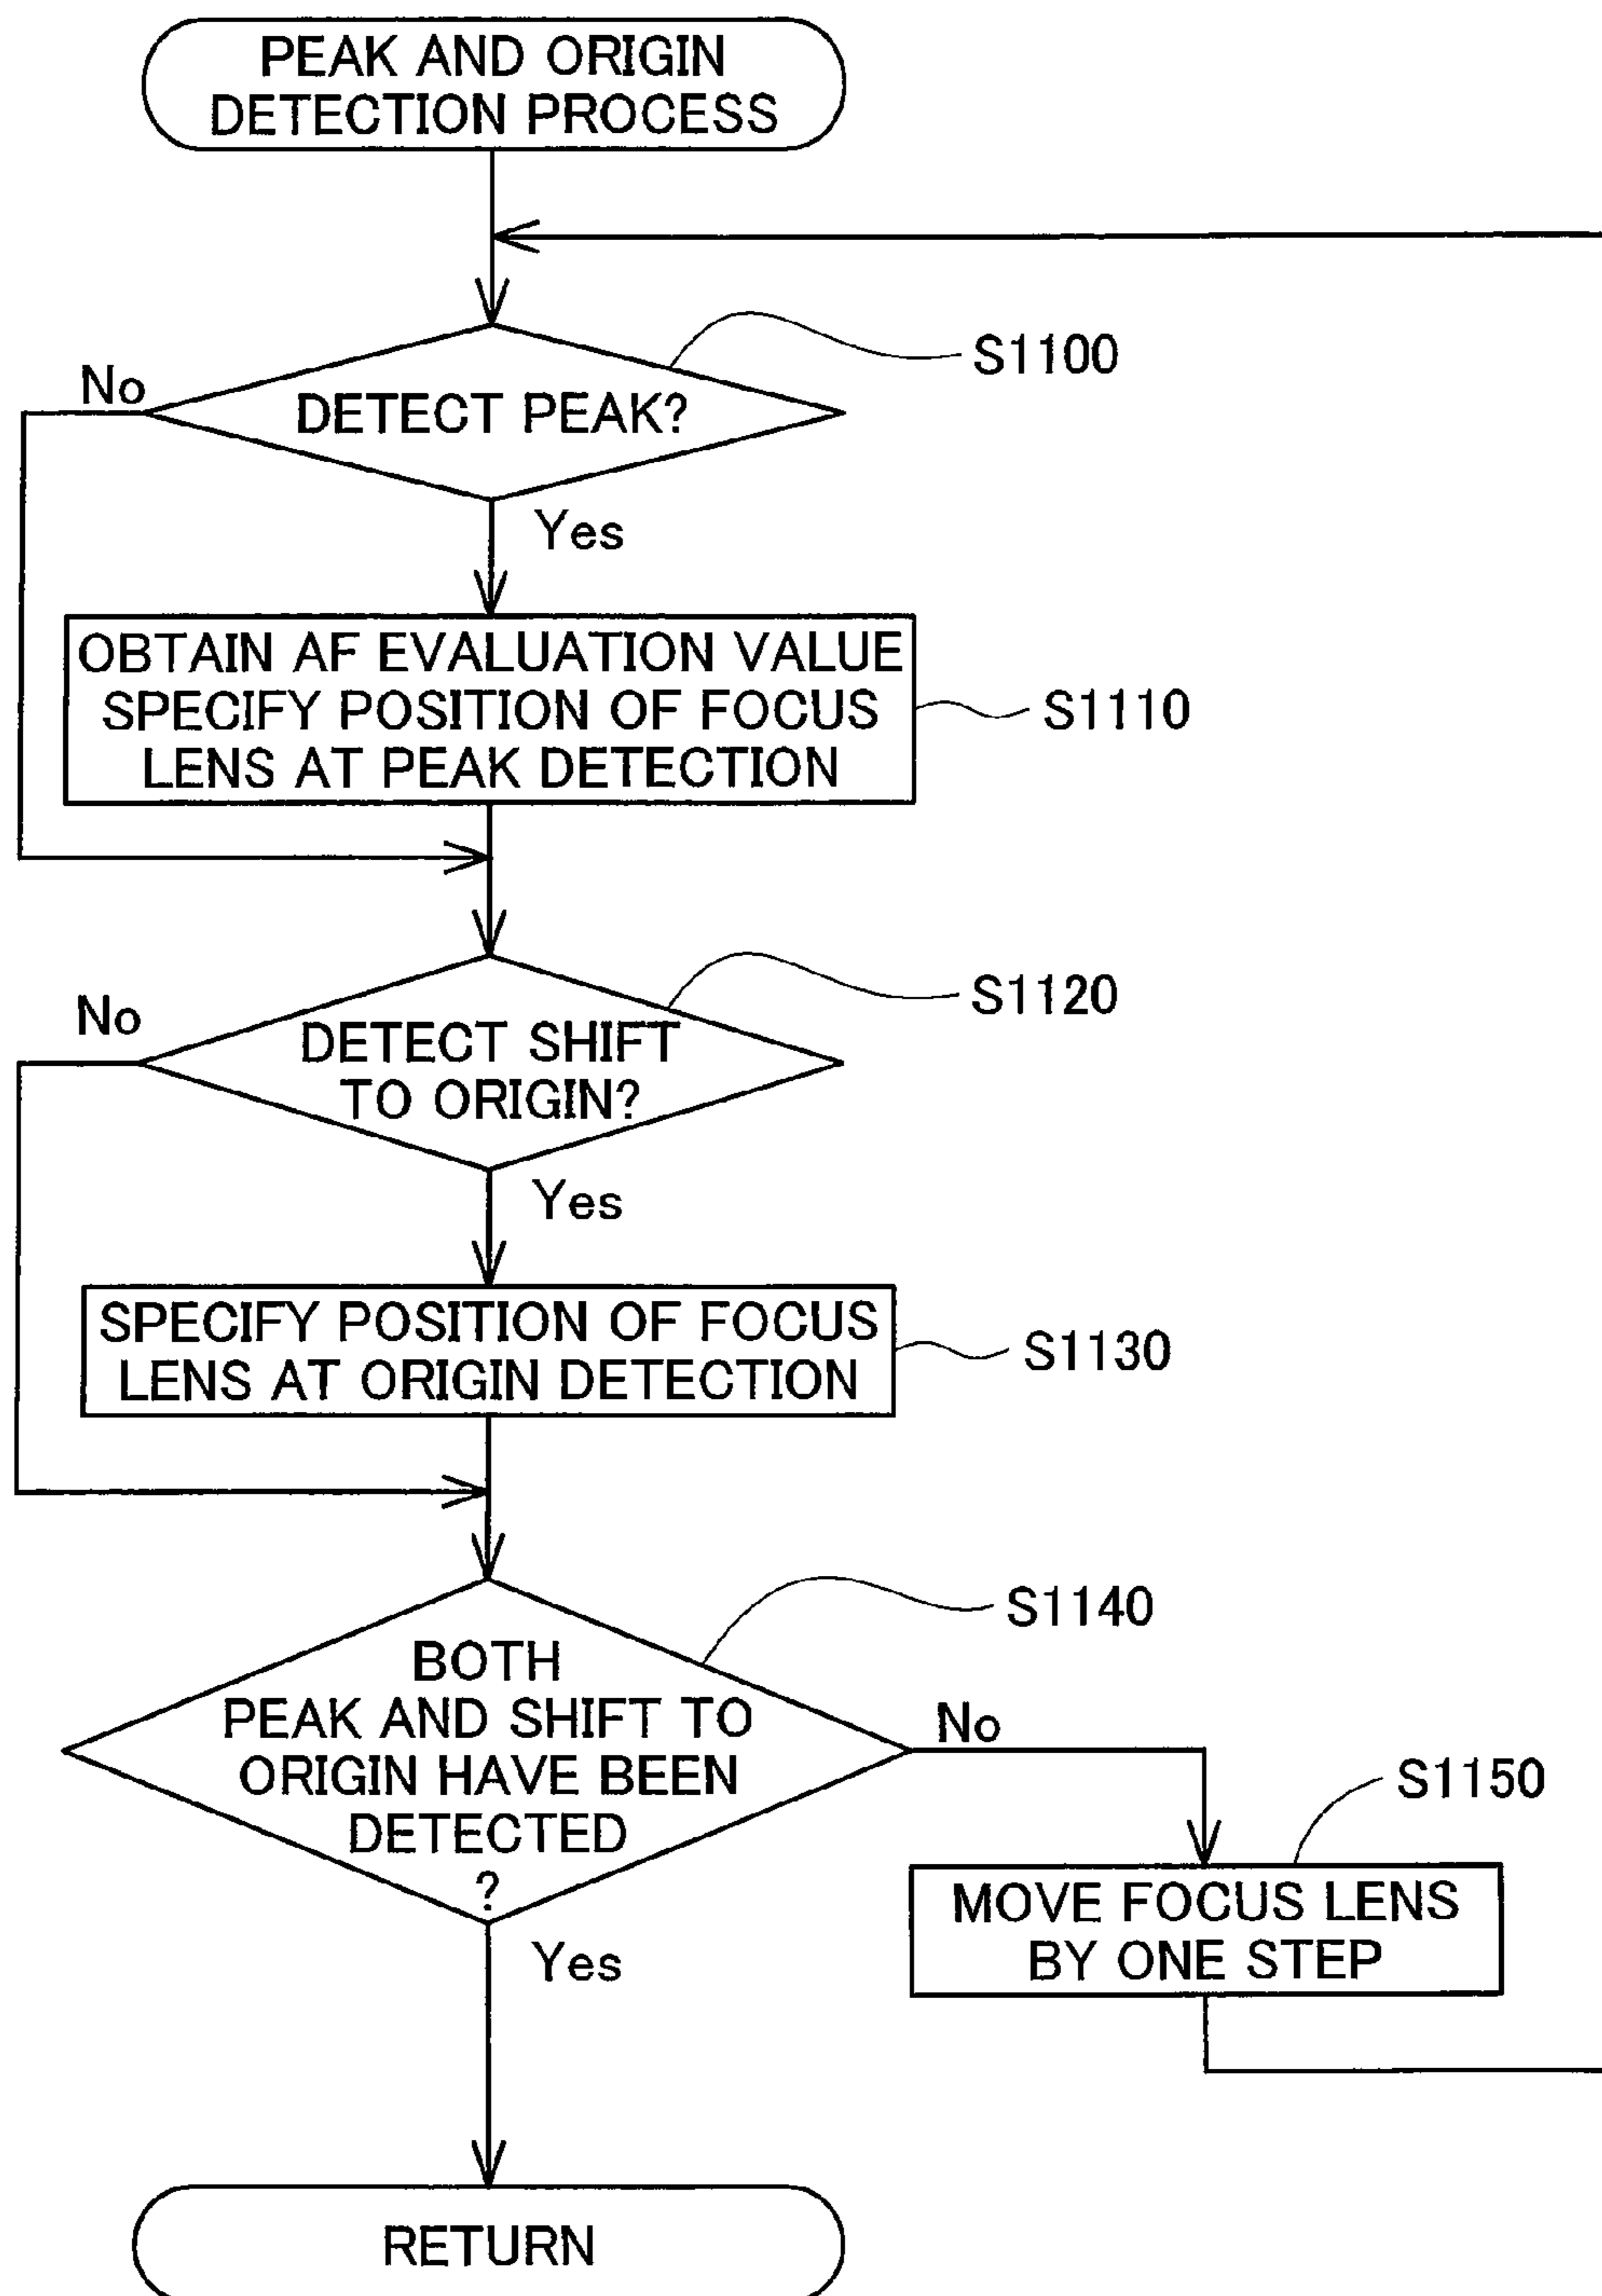 PEAK AND ORIGIN
DETECTION PROCESS
S1100
No
DETECT PEAK?
Yes
OBTAIN AF EVALUATION VALUE
SPECIFY POSITION OF FOCUS
LENS AT PEAK DETECTION
S1110
S1120
No
DETECT SHIFT
TO ORIGIN?
Yes
SPECIFY POSITION OF FOCUS
LENS AT ORIGIN DETECTION
S1130
S1140
BOTH
PEAK AND SHIFT TO
ORIGIN HAVE BEEN
DETECTED
?
No
S1150
MOVE FOCUS LENS
BY ONE STEP
Yes
RETURN